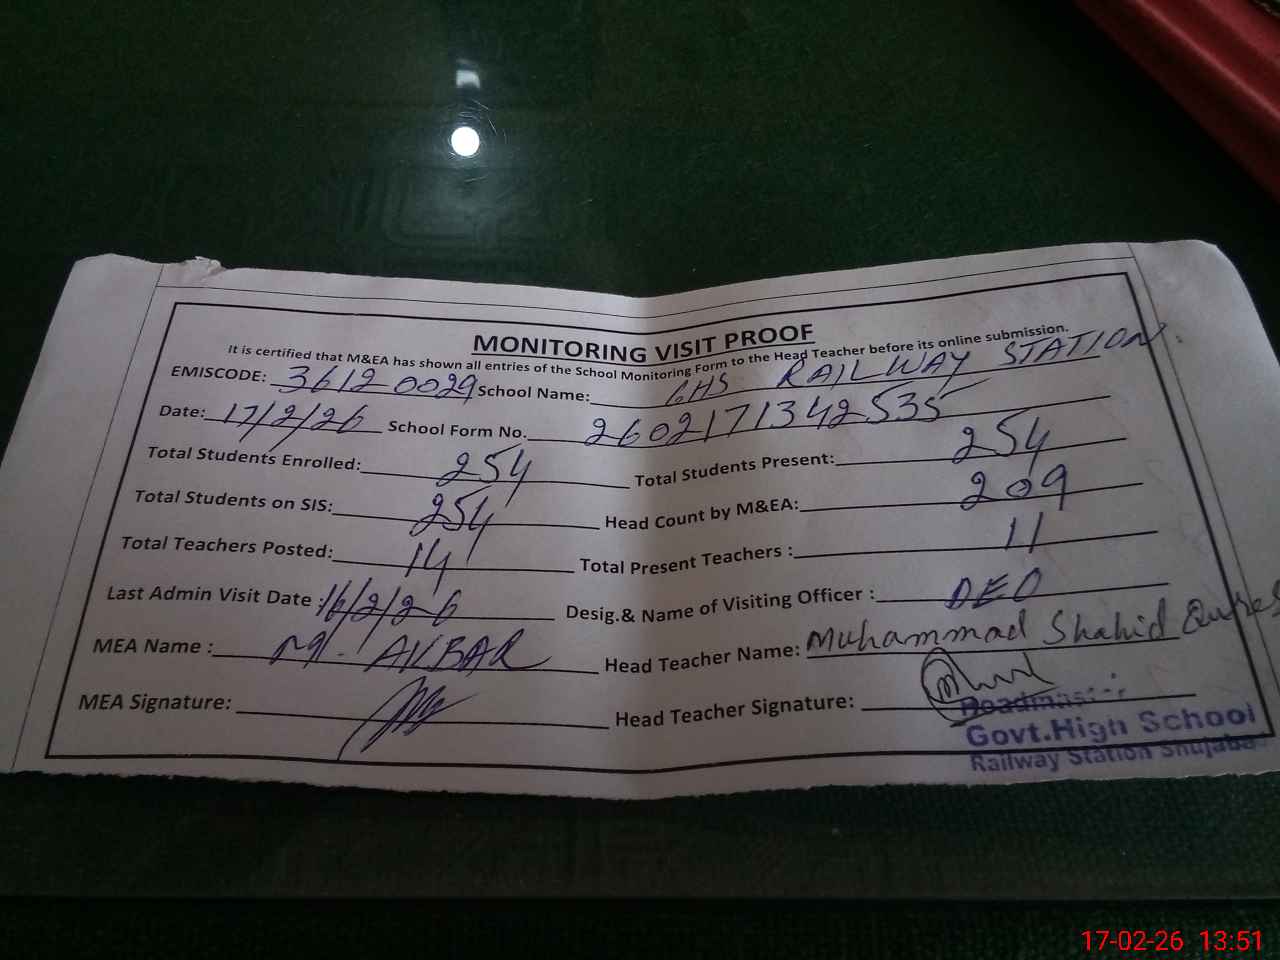 MONITORING VISIT PROOF
It is certified that M&EA has shown all entries of the School Monitoring Form to the Head Teacher before its online submission.
EMISCODE: 36120029 School Name: GHS RAILWAY STATION
Date: 17/2/26 School Form No. 260217134253
Total Students Enrolled: 254 Total Students Present: 254
Total Students on SIS: 254 Head Count by M&EA: 209
Total Teachers Posted: 14 Total Present Teachers : 11
Last Admin Visit Date : 16/2/26 Desig.& Name of Visiting Officer : DEO
MEA Name : M. AKBAR Head Teacher Name: Muhammad Shahid
MEA Signature: Head Teacher Signature:
Headmaster
Govt.High School
Railway Station Shujabad
17-02-26 13:51